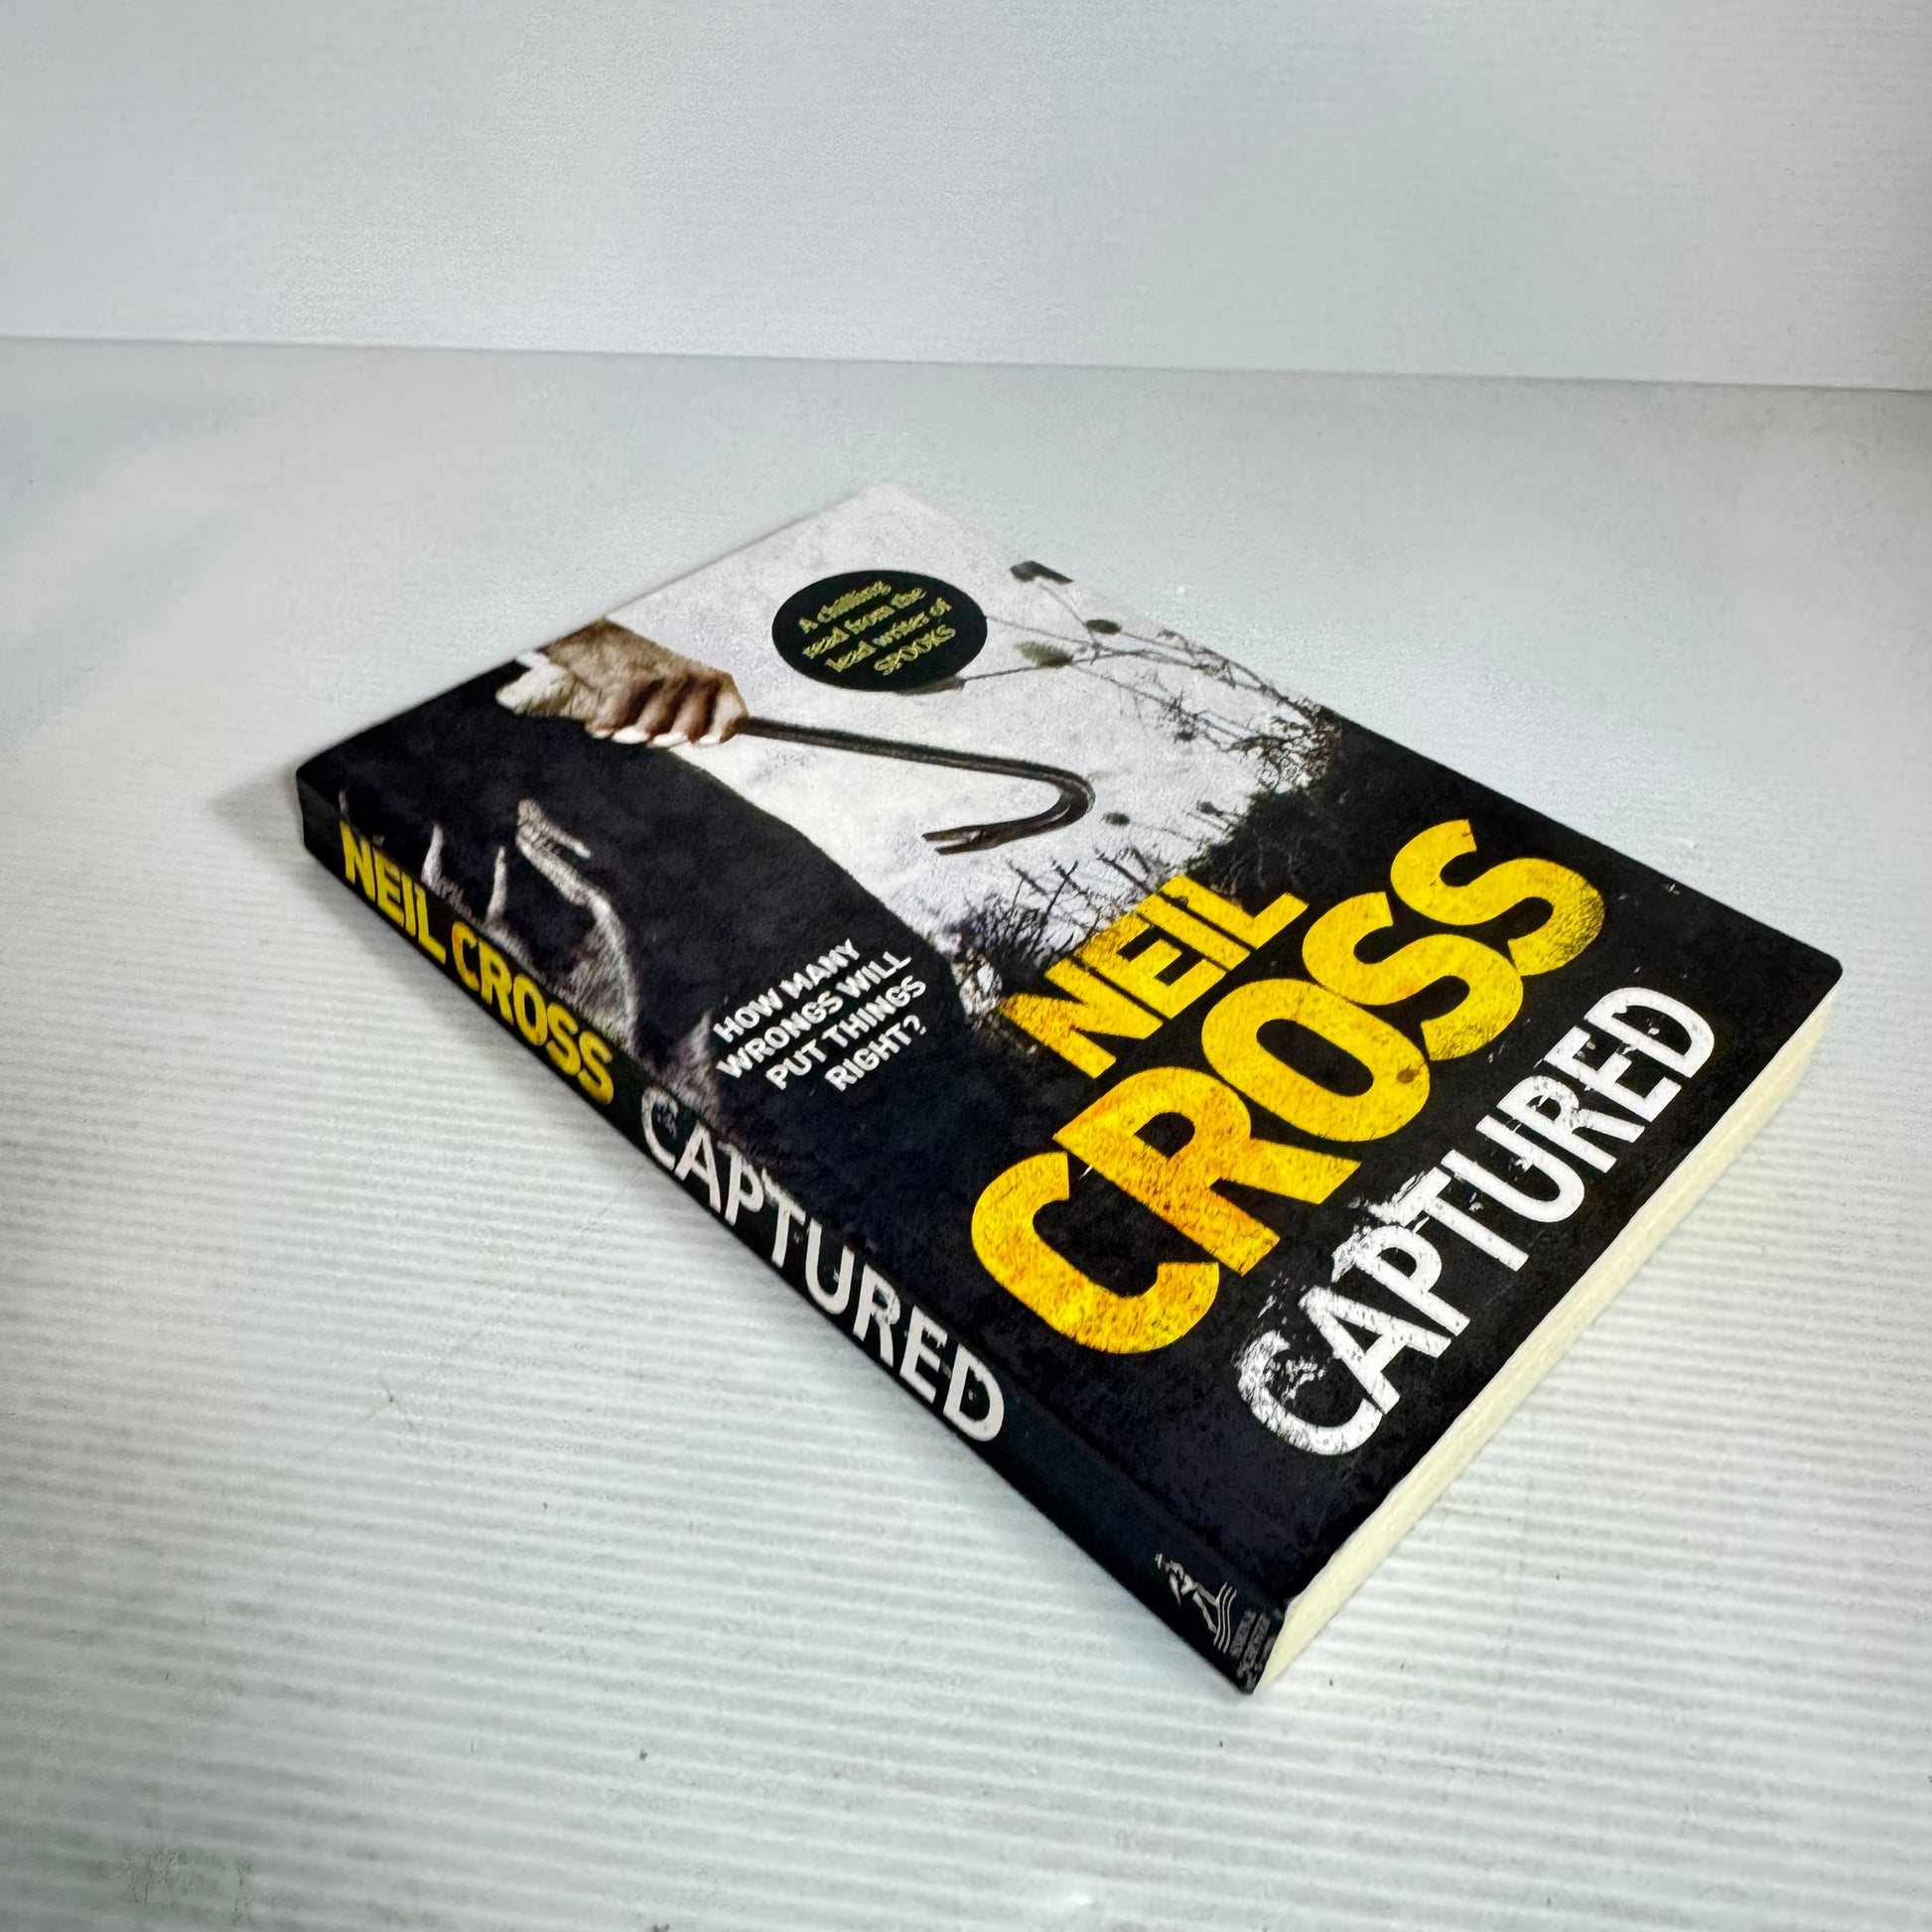 A chilling
read from the
lead writer of
SPOOKS
HOW MANY
WRONGS WILL
PUT THINGS
RIGHT?
NEIL
CROSS
CAPTURED
NEIL CROSS CAPTURED